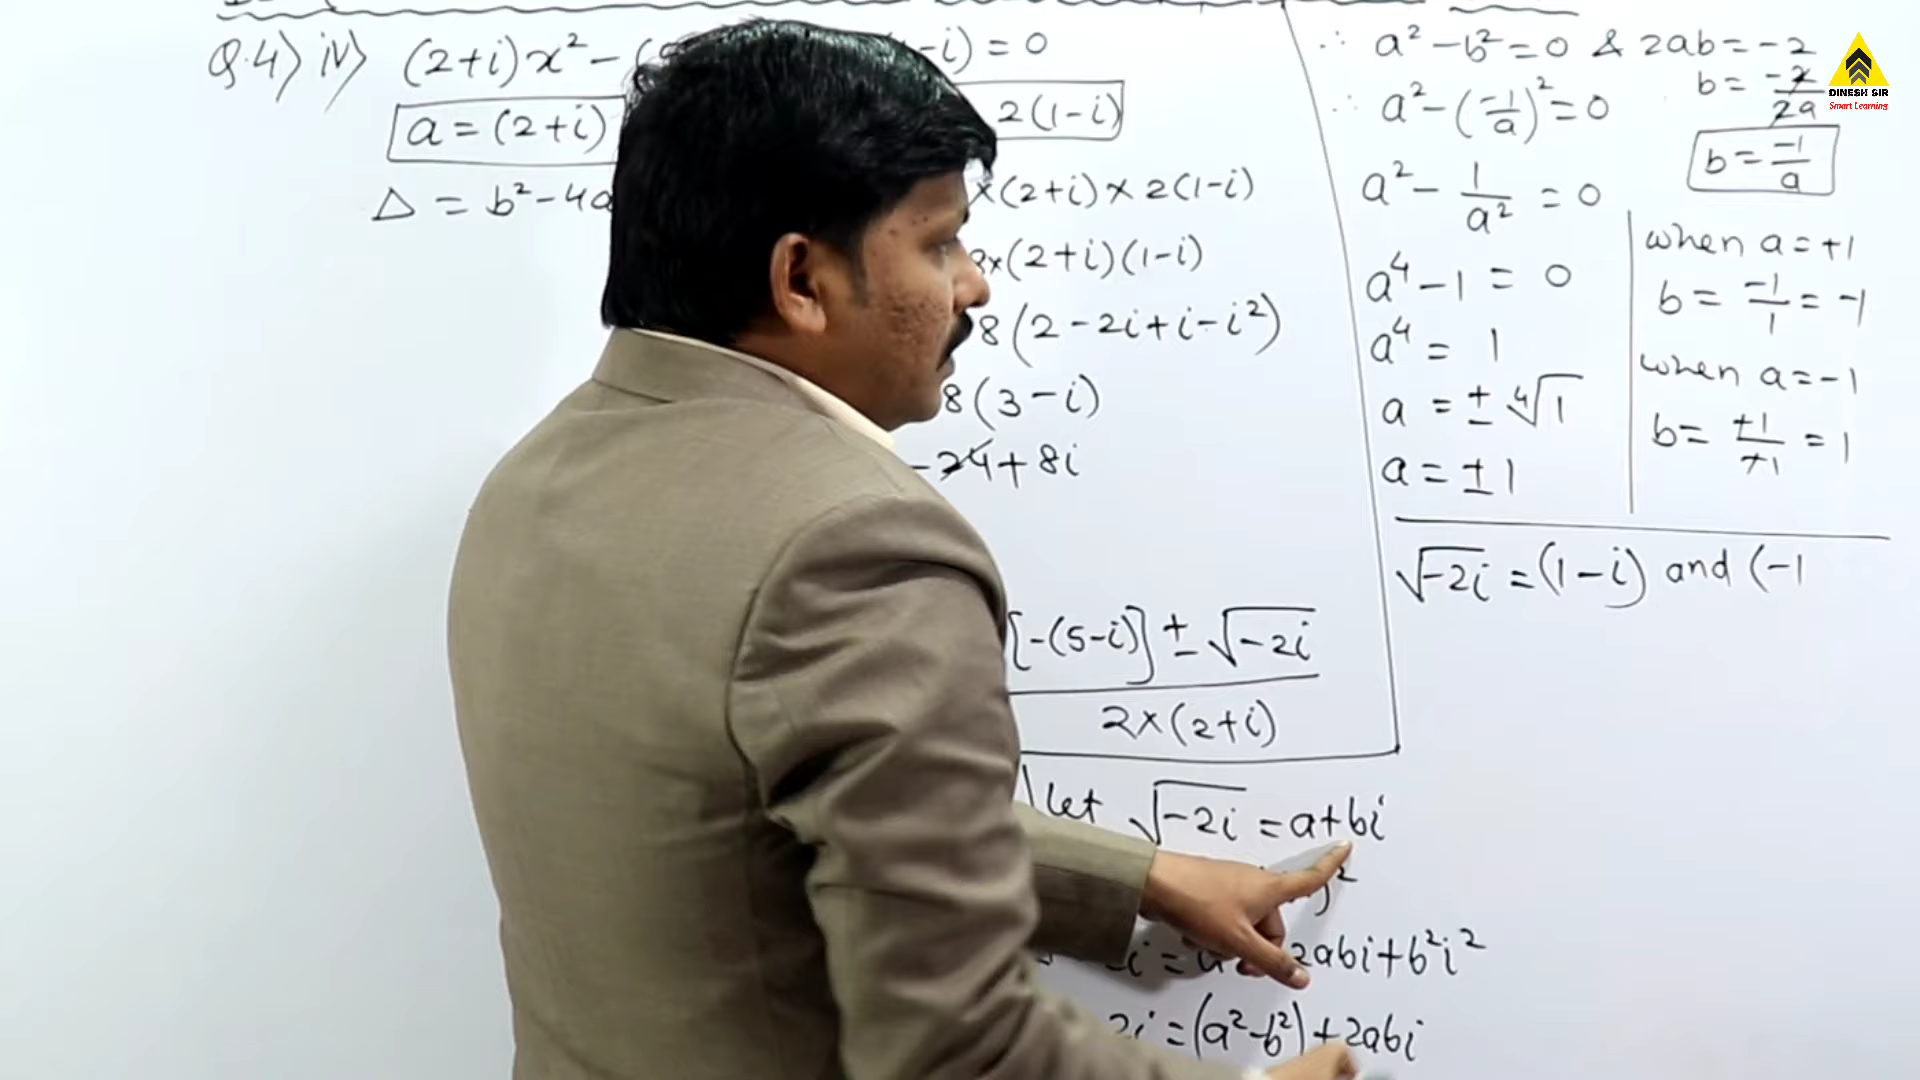 Q.4) iv) (2+i)x² - ( -i) = 0
a = (2+i)
2(1-i)
Δ = b² - 4a
×(2+i) × 2(1-i)
×(2+i)(1-i)
8(2-2i+i-i²)
8(3-i)
-24+8i
[-(5-i)] ± √-2i
2×(2+i)
let √-2i = a+bi
)²
i = a 2abi+b²i²
2i = (a²-b²)+2abi
∴ a² - b² = 0 & 2ab = -2
b = -2/2a
∴ a² - (-1/a)² = 0
b = -1/a
a² - 1/a² = 0
a⁴ - 1 = 0
a⁴ = 1
a = ± ⁴√1
a = ±1
when a = +1
b = -1/1 = -1
when a = -1
b = +1/+1 = 1
√-2i = (1-i) and (-1
DINESH SIR
Smart Learning